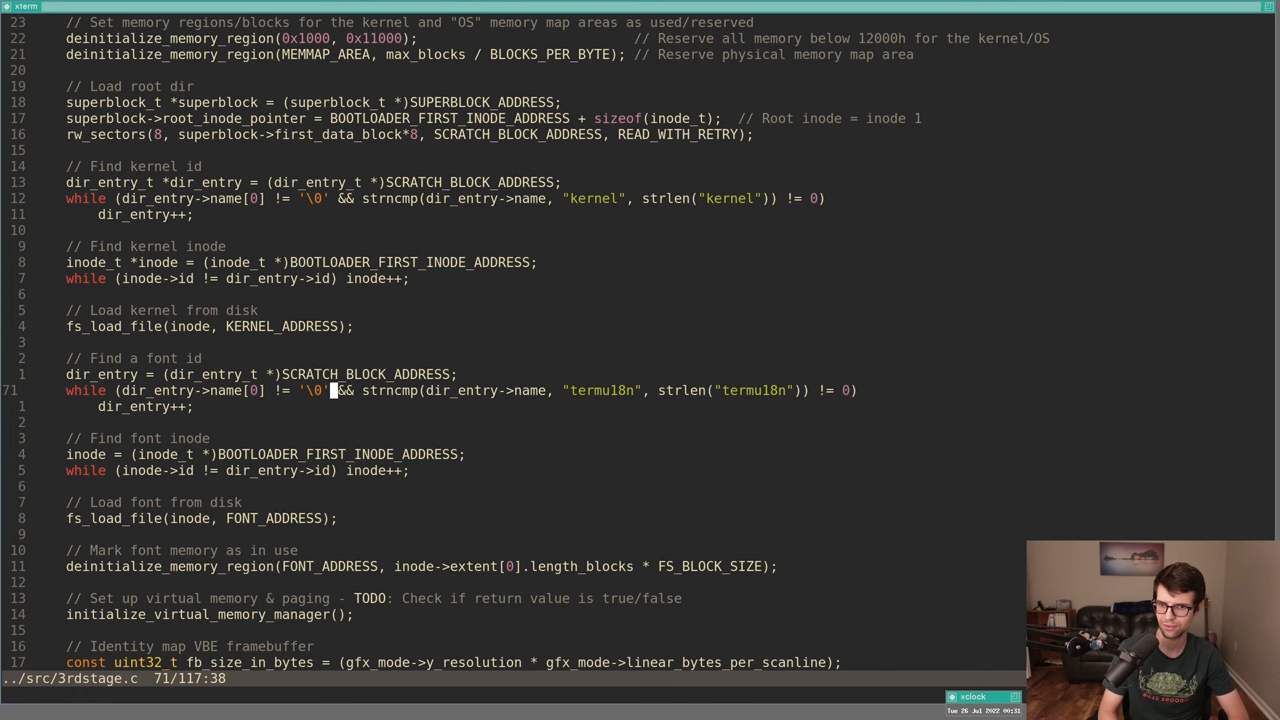 xterm
23 // Set memory regions/blocks for the kernel and "OS" memory map areas as used/reserved
22 deinitialize_memory_region(0x1000, 0x11000); // Reserve all memory below 12000h for the kernel/OS
21 deinitialize_memory_region(MEMMAP_AREA, max_blocks / BLOCKS_PER_BYTE); // Reserve physical memory map area
20
19 // Load root dir
18 superblock_t *superblock = (superblock_t *)SUPERBLOCK_ADDRESS;
17 superblock->root_inode_pointer = BOOTLOADER_FIRST_INODE_ADDRESS + sizeof(inode_t); // Root inode = inode 1
16 rw_sectors(8, superblock->first_data_block*8, SCRATCH_BLOCK_ADDRESS, READ_WITH_RETRY);
15
14 // Find kernel id
13 dir_entry_t *dir_entry = (dir_entry_t *)SCRATCH_BLOCK_ADDRESS;
12 while (dir_entry->name[0] != '\0' && strncmp(dir_entry->name, "kernel", strlen("kernel")) != 0)
11 dir_entry++;
10
9 // Find kernel inode
8 inode_t *inode = (inode_t *)BOOTLOADER_FIRST_INODE_ADDRESS;
7 while (inode->id != dir_entry->id) inode++;
6
5 // Load kernel from disk
4 fs_load_file(inode, KERNEL_ADDRESS);
3
2 // Find a font id
1 dir_entry = (dir_entry_t *)SCRATCH_BLOCK_ADDRESS;
71 while (dir_entry->name[0] != '\0' && strncmp(dir_entry->name, "termu18n", strlen("termu18n")) != 0)
1 dir_entry++;
2
3 // Find font inode
4 inode = (inode_t *)BOOTLOADER_FIRST_INODE_ADDRESS;
5 while (inode->id != dir_entry->id) inode++;
6
7 // Load font from disk
8 fs_load_file(inode, FONT_ADDRESS);
9
10 // Mark font memory as in use
11 deinitialize_memory_region(FONT_ADDRESS, inode->extent[0].length_blocks * FS_BLOCK_SIZE);
12
13 // Set up virtual memory & paging - TODO: Check if return value is true/false
14 initialize_virtual_memory_manager();
15
16 // Identity map VBE framebuffer
17 const uint32_t fb_size_in_bytes = (gfx_mode->y_resolution * gfx_mode->linear_bytes_per_scanline);
../src/3rdstage.c 71/117:38
xclock
Tue 26 Jul 2022 00:31